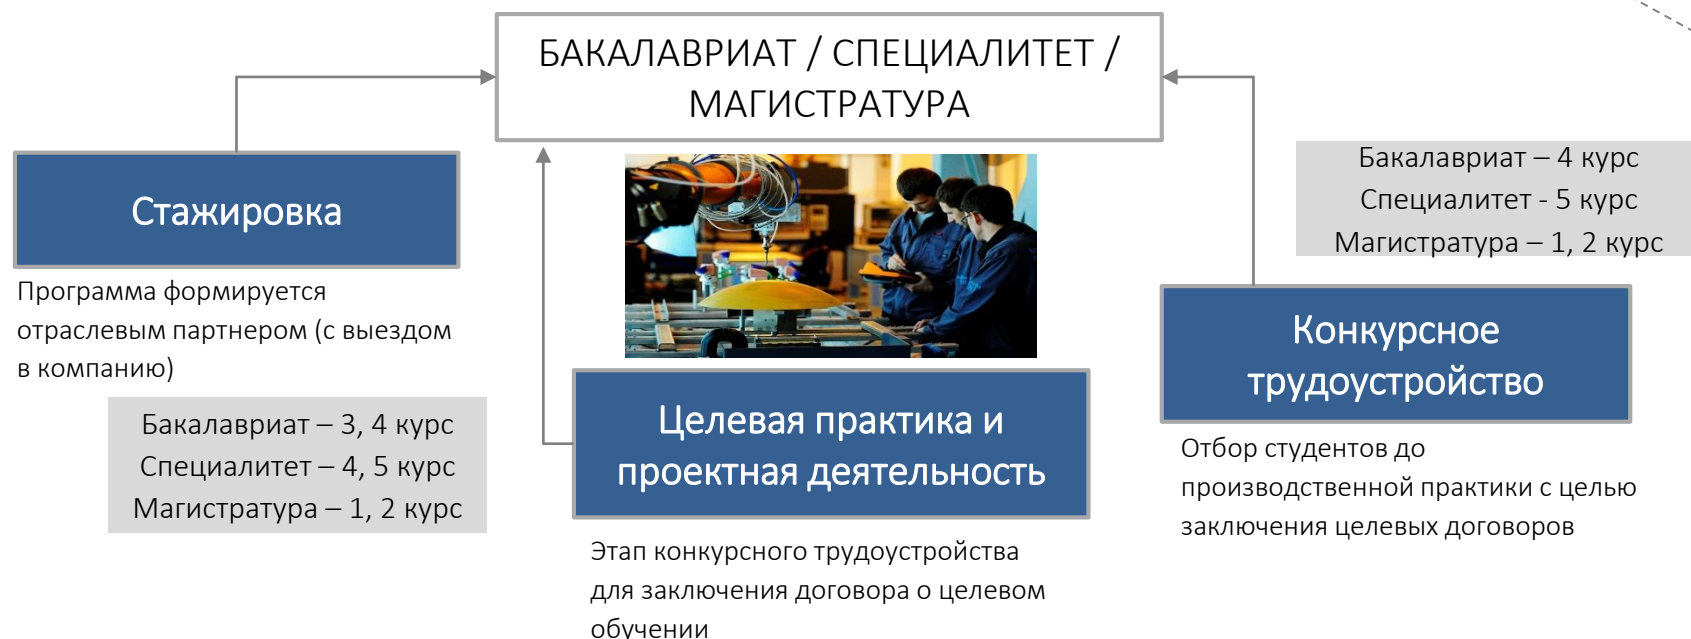 БАКАЛАВРИАТ / СПЕЦИАЛИТЕТ /
МАГИСТРАТУРА
Стажировка
Программа формируется
отраслевым партнером (с выездом
в компанию)
Бакалавриат – 3, 4 курс
Специалитет – 4, 5 курс
Магистратура – 1, 2 курс
Целевая практика и
проектная деятельность
Этап конкурсного трудоустройства
для заключения договора о целевом
обучении
Бакалавриат – 4 курс
Специалитет - 5 курс
Магистратура – 1, 2 курс
Конкурсное
трудоустройство
Отбор студентов до
производственной практики с целью
заключения целевых договоров